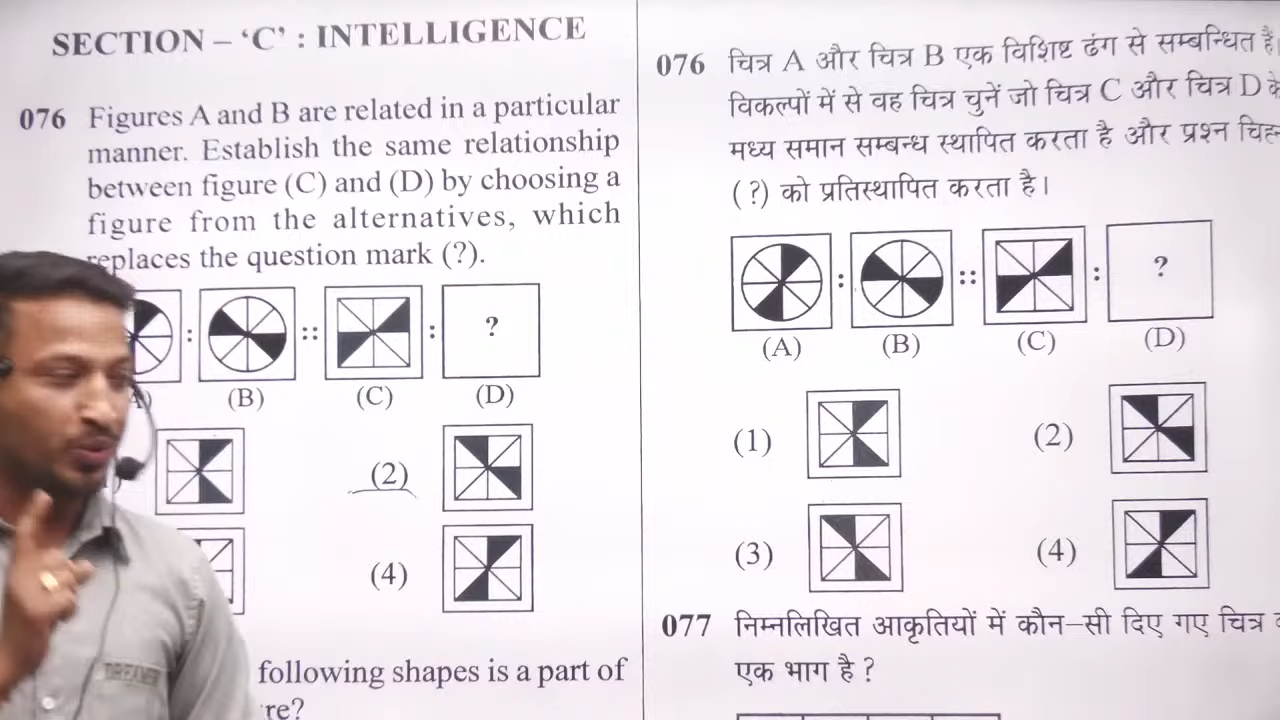 SECTION – ‘C’ : INTELLIGENCE
076 Figures A and B are related in a particular
manner. Establish the same relationship
between figure (C) and (D) by choosing a
figure from the alternatives, which
replaces the question mark (?).
: :: : ?
(B) (C) (D)
(2)
(4)
following shapes is a part of
076 चित्र A और चित्र B एक विशिष्ट ढंग से सम्बन्धित है।
विकल्पों में से वह चित्र चुनें जो चित्र C और चित्र D के
मध्य समान सम्बन्ध स्थापित करता है और प्रश्न चिह्न
(?) को प्रतिस्थापित करता है।
: :: : ?
(A) (B) (C) (D)
(1) (2)
(3) (4)
077 निम्नलिखित आकृतियों में कौन–सी दिए गए चित्र
एक भाग है ?